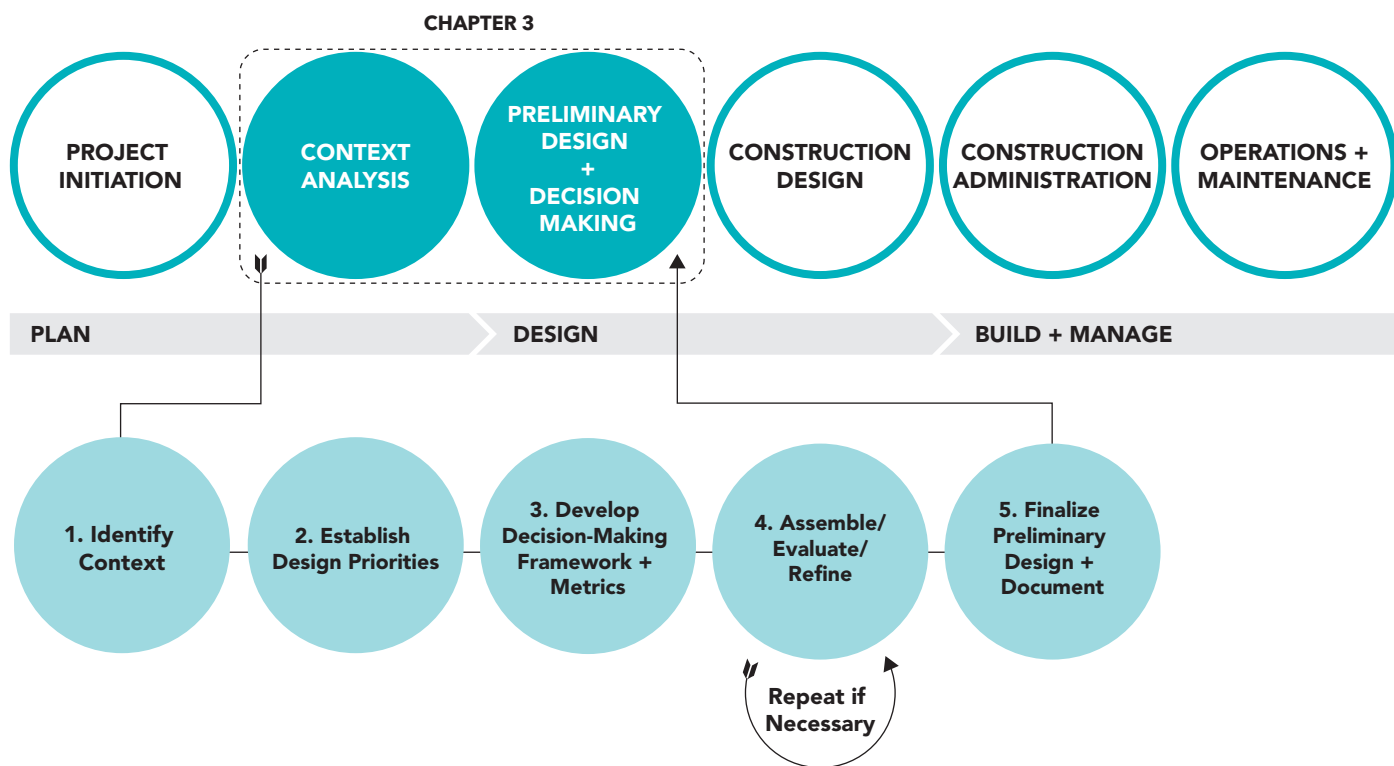 CHAPTER 3
PROJECT
INITIATION
CONTEXT
ANALYSIS
PRELIMINARY
DESIGN
+
DECISION
MAKING
CONSTRUCTION
DESIGN
CONSTRUCTION
ADMINISTRATION
OPERATIONS +
MAINTENANCE
PLAN
DESIGN
BUILD + MANAGE
1. Identify
Context
2. Establish
Design Priorities
3. Develop
Decision-Making
Framework +
Metrics
4. Assemble/
Evaluate/
Refine
5. Finalize
Preliminary
Design +
Document
Repeat if
Necessary